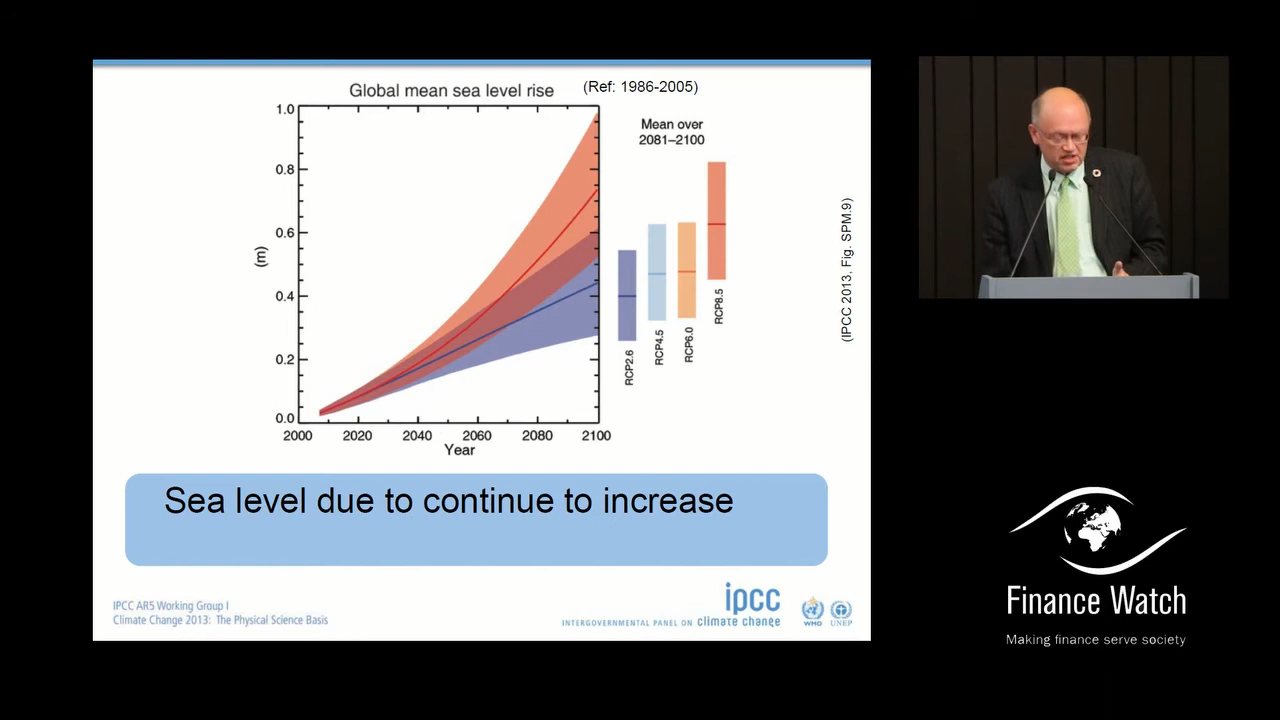 Global mean sea level rise
(Ref: 1986-2005)
Mean over
2081–2100
1.0
0.8
0.6
0.4
0.2
0.0
(m)
2000 2020 2040 2060 2080 2100
Year
RCP2.6
RCP4.5
RCP6.0
RCP8.5
(IPCC 2013, Fig. SPM.9)
Sea level due to continue to increase
IPCC AR5 Working Group I
Climate Change 2013: The Physical Science Basis
ipcc
INTERGOVERNMENTAL PANEL ON climate change
WMO
UNEP
Finance Watch
Making finance serve society